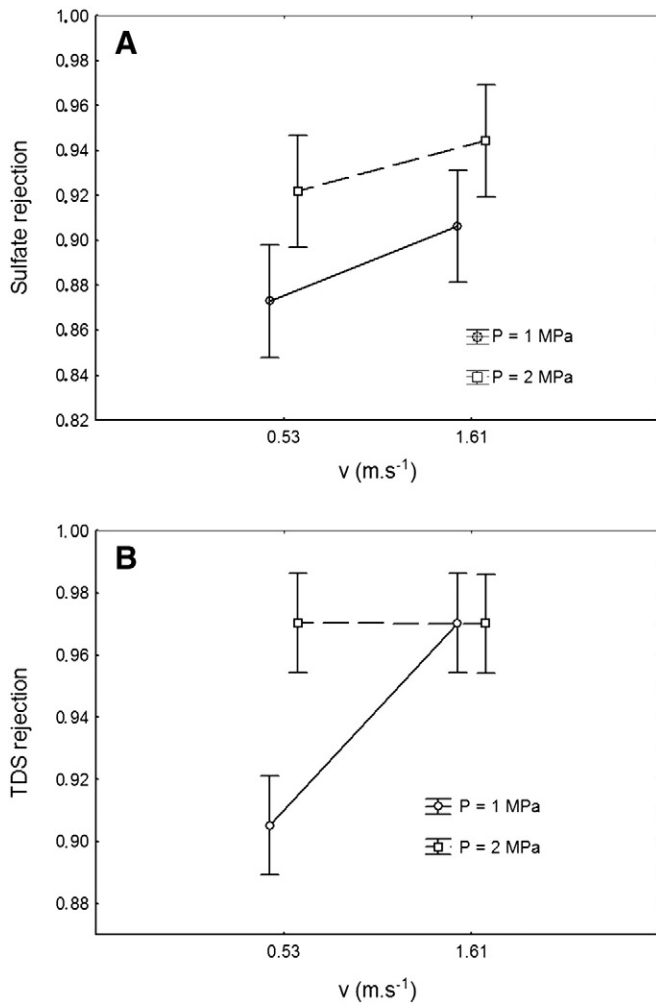 A
Sulfate rejection
1.00
0.98
0.96
0.94
0.92
0.90
0.88
0.86
0.84
0.82
P = 1 MPa
P = 2 MPa
0.53 1.61
v (m.s⁻¹)
B
TDS rejection
1.00
0.98
0.96
0.94
0.92
0.90
0.88
P = 1 MPa
P = 2 MPa
0.53 1.61
v (m.s⁻¹)